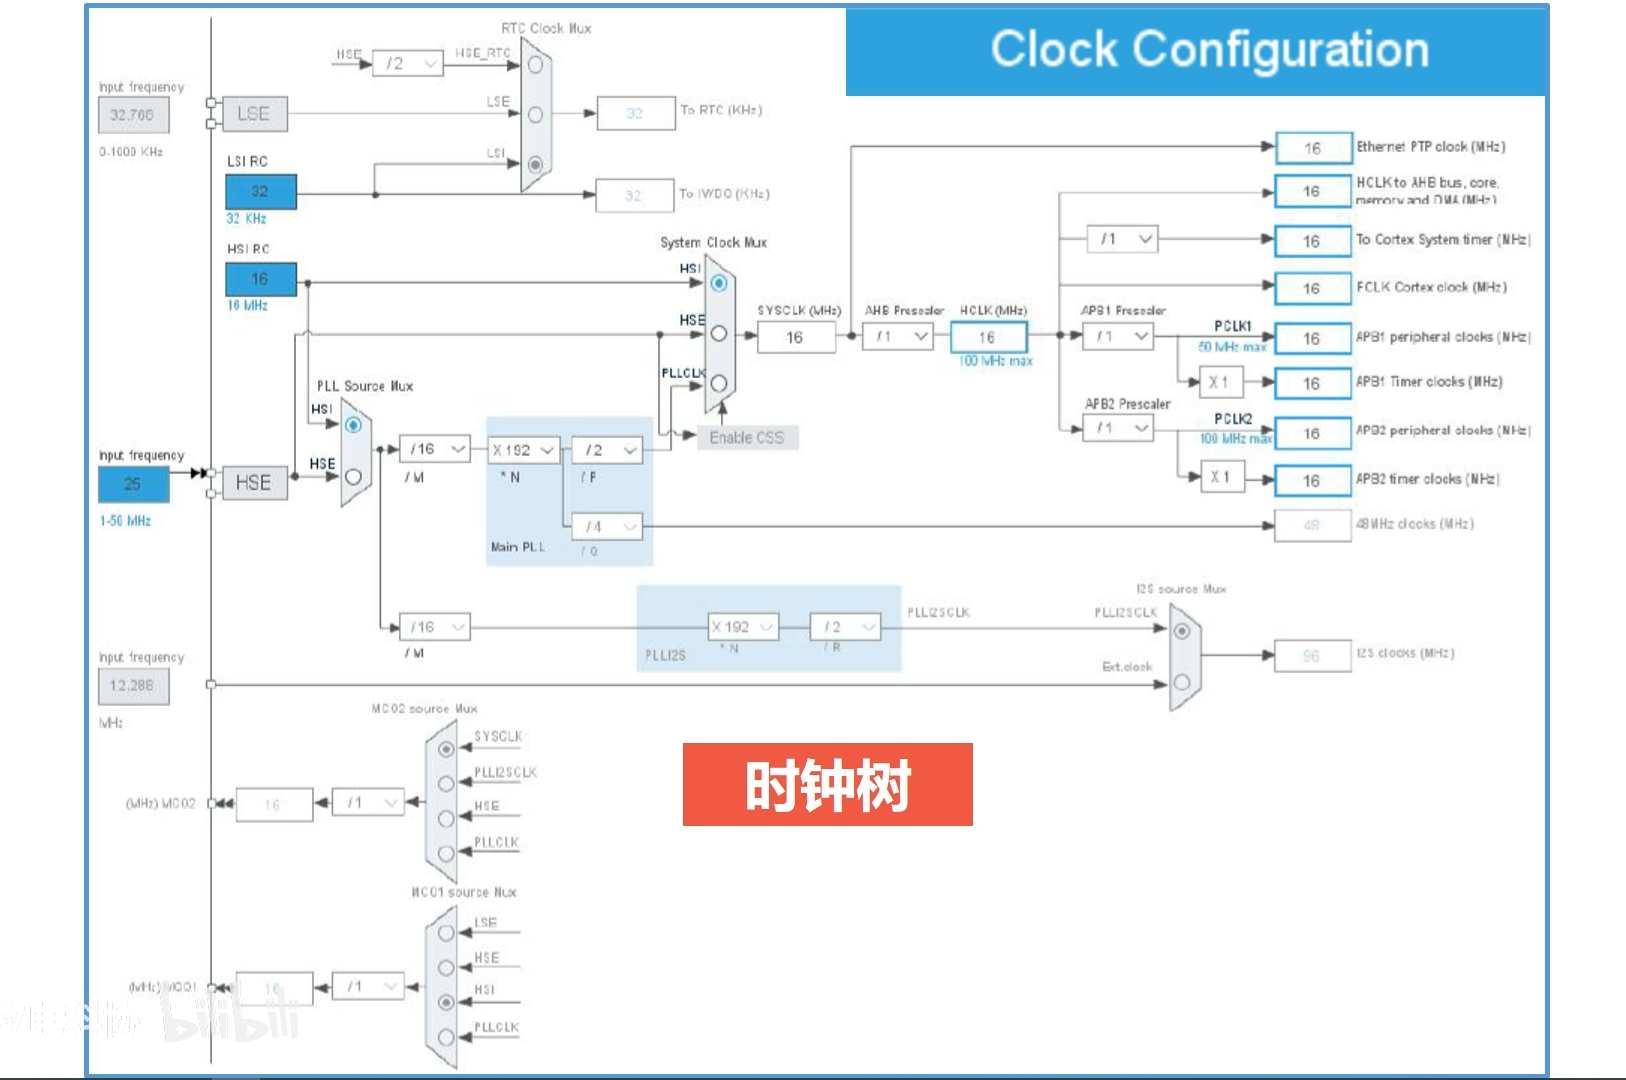 Clock Configuration
RTC Clock Mux
HSE
/2
HSE_RTC
Input frequency
32.768
0-1000 KHz
LSE
LSE
32
To RTC (KHz)
LSI RC
32
32 KHz
LSI
32
To IWDG (KHz)
HSI RC
16
16 MHz
System Clock Mux
HSI
HSE
PLLCLK
Enable CSS
SYSCLK (MHz)
16
AHB Prescaler
/1
HCLK (MHz)
16
100 MHz max
16
Ethernet PTP clock (MHz)
16
HCLK to AHB bus, core,
memory and DMA (MHz)
/1
16
To Cortex System timer (MHz)
16
FCLK Cortex clock (MHz)
APB1 Prescaler
/1
PCLK1
50 MHz max
16
APB1 peripheral clocks (MHz)
X 1
16
APB1 Timer clocks (MHz)
APB2 Prescaler
/1
PCLK2
100 MHz max
16
APB2 peripheral clocks (MHz)
X 1
16
APB2 timer clocks (MHz)
48
48MHz clocks (MHz)
PLL Source Mux
HSI
HSE
Input frequency
25
1-50 MHz
HSE
/16
/ M
X 192
* N
/2
/ P
/4
/ Q
Main PLL
/16
/ M
PLLI2S
X 192
* N
/2
/ R
PLLI2SCLK
I2S source Mux
PLLI2SCLK
Ext.clock
96
I2S clocks (MHz)
Input frequency
12.288
MHz
MCO2 source Mux
SYSCLK
PLLI2SCLK
HSE
PLLCLK
(MHz) MCO2
16
/1
时钟树
MCO1 source Mux
LSE
HSE
HSI
PLLCLK
(MHz) MCO1
16
/1
bilibili